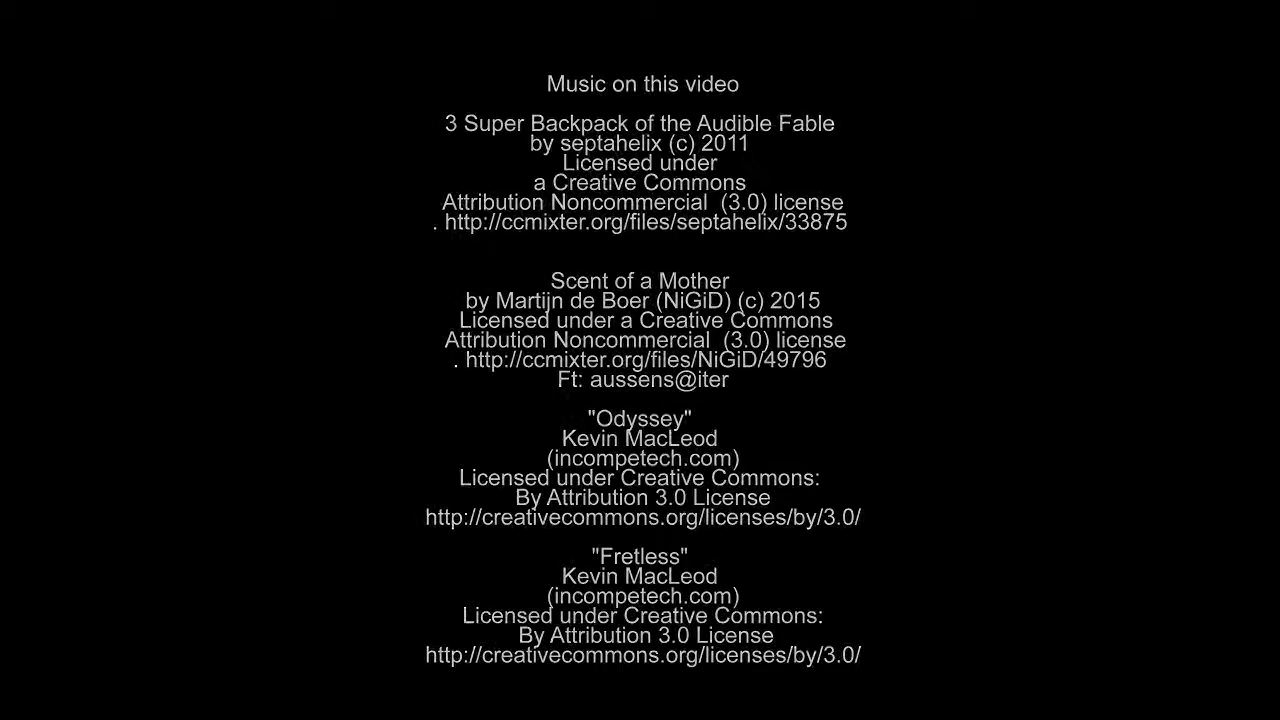 Music on this video
3 Super Backpack of the Audible Fable
by septahelix (c) 2011
Licensed under
a Creative Commons
Attribution Noncommercial  (3.0) license
. http://ccmixter.org/files/septahelix/33875
Scent of a Mother
by Martijn de Boer (NiGiD) (c) 2015
Licensed under a Creative Commons
Attribution Noncommercial  (3.0) license
. http://ccmixter.org/files/NiGiD/49796
Ft: aussens@iter
"Odyssey"
Kevin MacLeod
(incompetech.com)
Licensed under Creative Commons:
By Attribution 3.0 License
http://creativecommons.org/licenses/by/3.0/
"Fretless"
Kevin MacLeod
(incompetech.com)
Licensed under Creative Commons:
By Attribution 3.0 License
http://creativecommons.org/licenses/by/3.0/